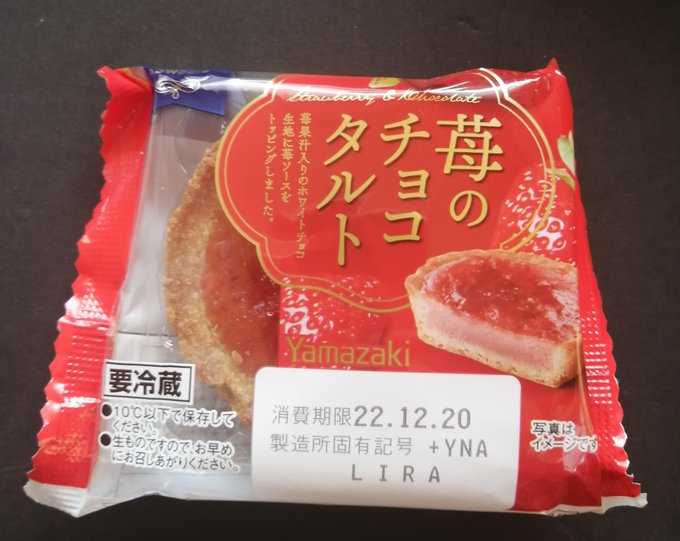 Strawberry & Chocolate
苺の
チョコ
タルト
苺果汁入りのホワイトチョコ
生地に苺ソースを
トッピングしました。
Yamazaki
要冷蔵
●10℃以下で保存して
ください。
●生ものですので、お早め
にお召しあがりください。
消費期限22.12.20
製造所固有記号 +YNA
LIRA
写真は
イメージです